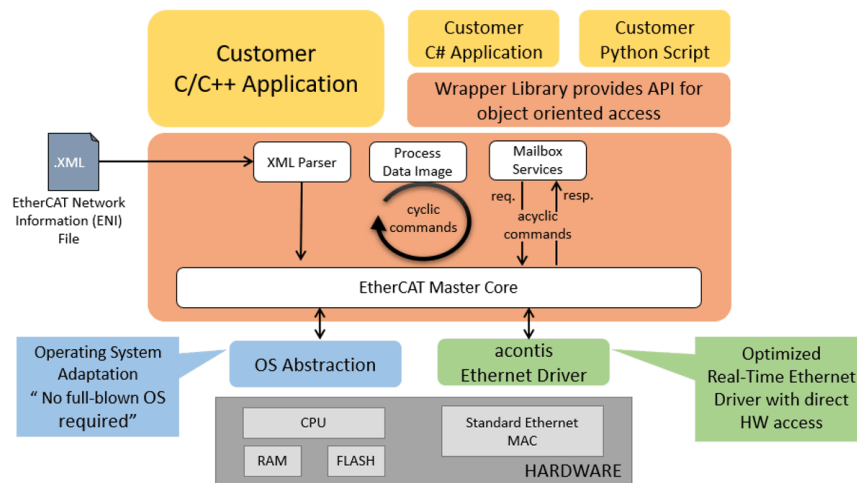 Customer
C/C++ Application
Customer
C# Application
Customer
Python Script
Wrapper Library provides API for
object oriented access
.XML
EtherCAT Network
Information (ENI)
File
XML Parser
Process
Data Image
Mailbox
Services
cyclic
commands
req.
resp.
acyclic
commands
EtherCAT Master Core
Operating System
Adaptation
“ No full-blown OS
required”
OS Abstraction
acontis
Ethernet Driver
Optimized
Real-Time Ethernet
Driver with direct
HW access
CPU
RAM
FLASH
Standard Ethernet
MAC
HARDWARE